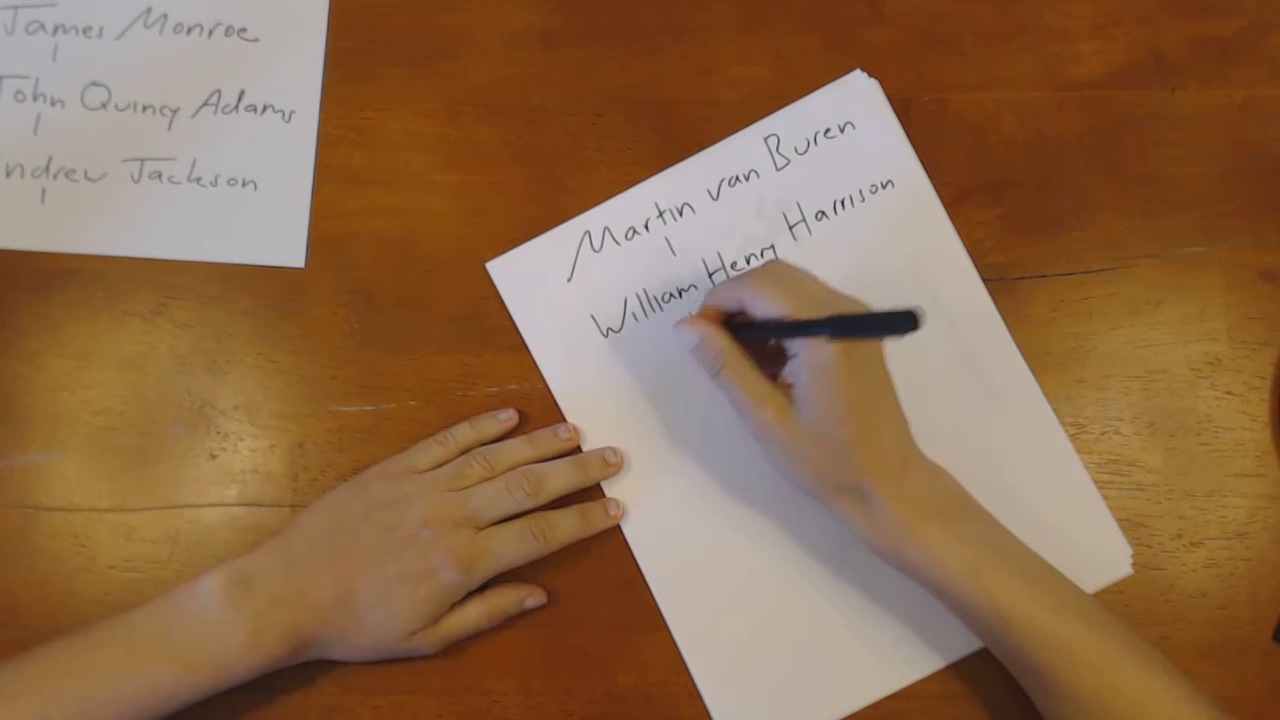 James Monroe
John Quincy Adams
ndrew Jackson
Martin van Buren
William Henry Harrison